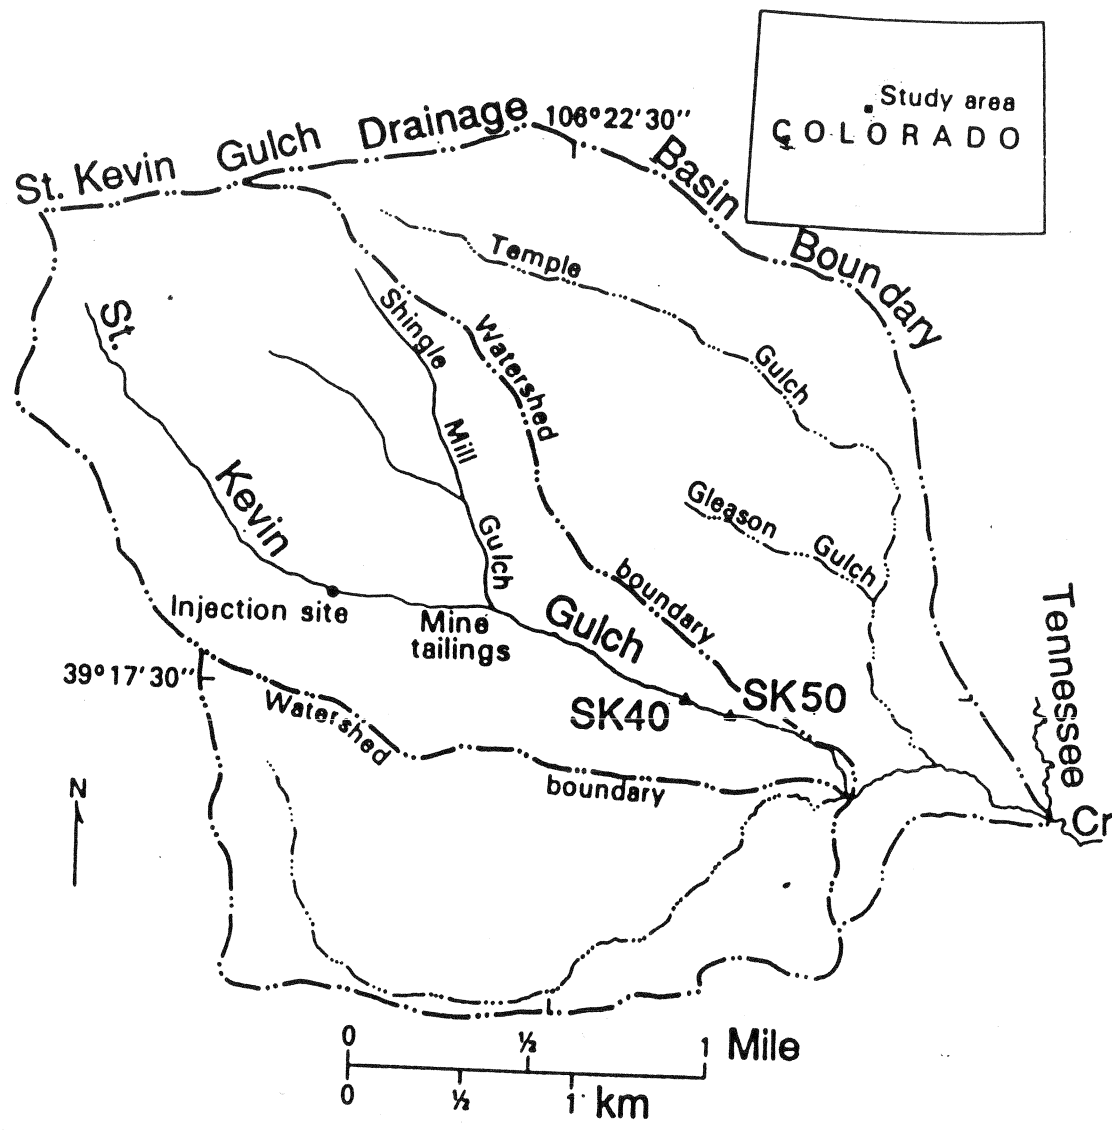 Study area
COLORADO
St. Kevin Gulch Drainage Basin Boundary
106°22'30"
Temple Gulch
Shingle Mill Gulch
Watershed boundary
St. Kevin Gulch
Gleason Gulch
Injection site
Mine
tailings
39°17'30"
Watershed boundary
SK40
SK50
Tennessee Cr
N
0 ½ 1 Mile
0 ½ 1 km